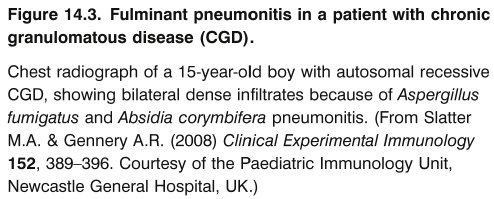 Figure 14.3. Fulminant pneumonitis in a patient with chronic
granulomatous disease (CGD).
Chest radiograph of a 15-year-old boy with autosomal recessive
CGD, showing bilateral dense infiltrates because of Aspergillus
fumigatus and Absidia corymbifera pneumonitis. (From Slatter
M.A. & Gennery A.R. (2008) Clinical Experimental Immunology
152, 389–396. Courtesy of the Paediatric Immunology Unit,
Newcastle General Hospital, UK.)